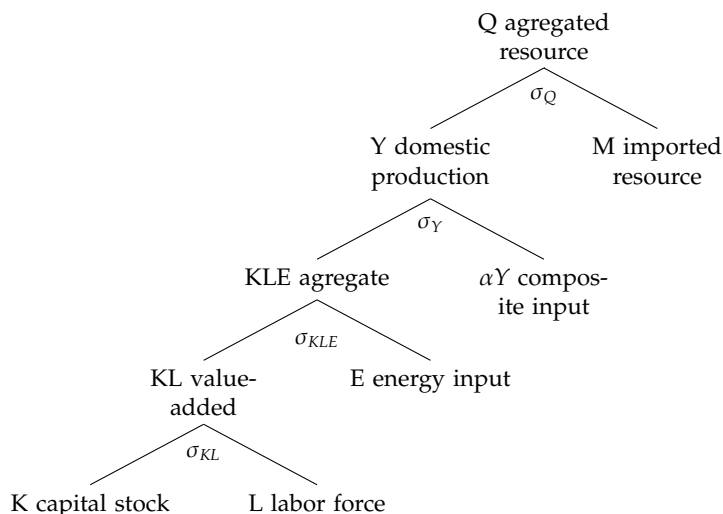 Q agregated
resource
σ_Q
Y domestic
production
M imported
resource
σ_Y
KLE agregate
αY compos-
ite input
σ_KLE
KL value-
added
E energy input
σ_KL
K capital stock
L labor force